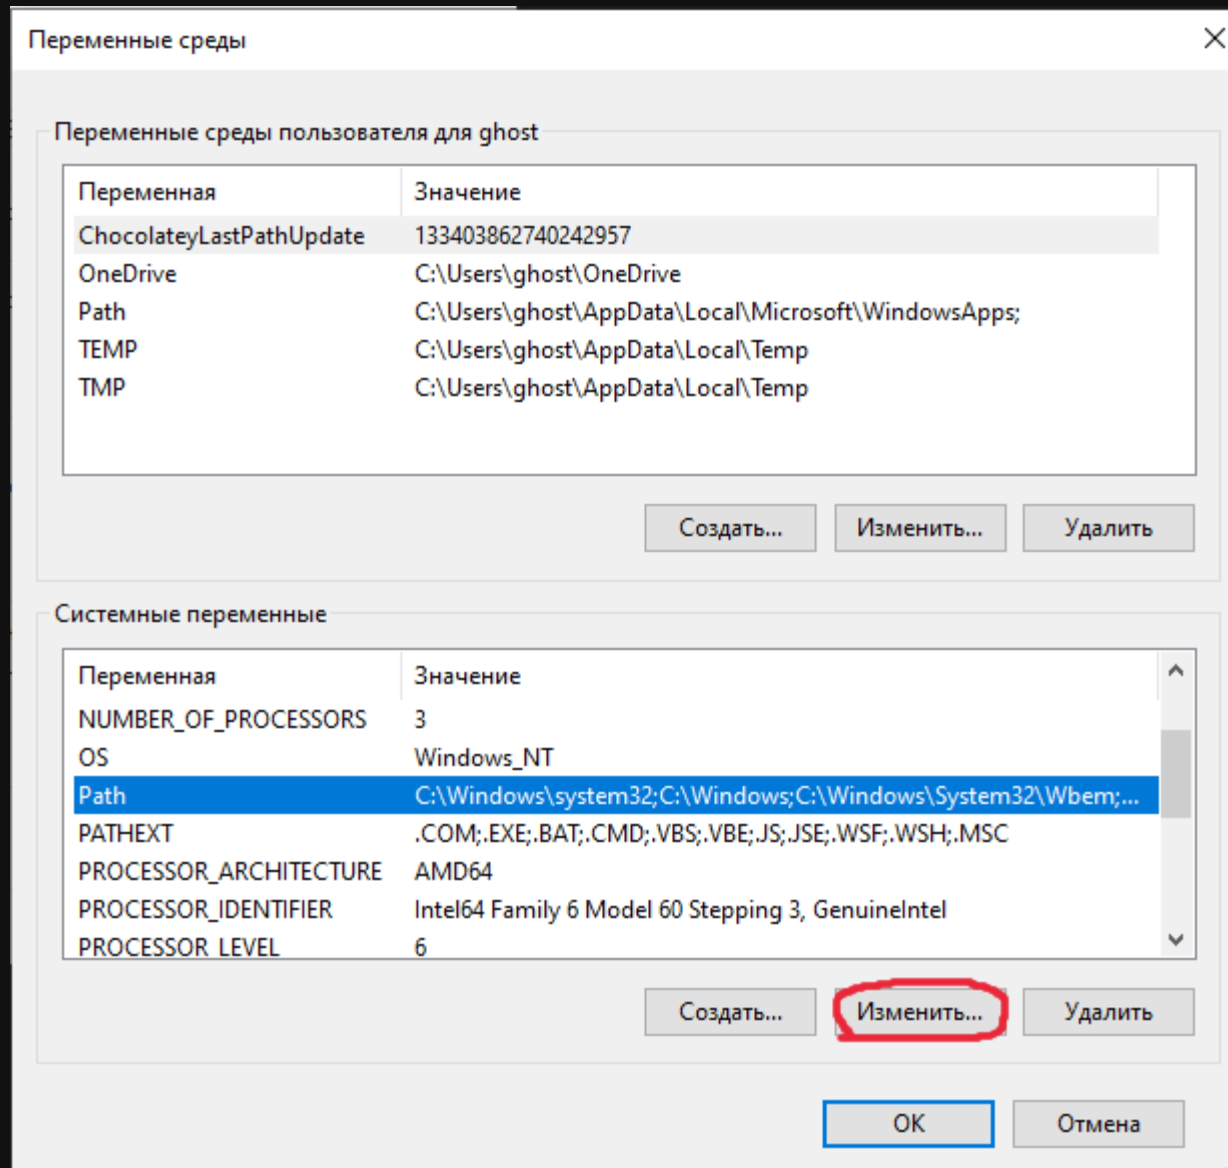 Переменные среды
Переменные среды пользователя для ghost
Переменная Значение
ChocolateyLastPathUpdate 133403862740242957
OneDrive C:\Users\ghost\OneDrive
Path C:\Users\ghost\AppData\Local\Microsoft\WindowsApps;
TEMP C:\Users\ghost\AppData\Local\Temp
TMP C:\Users\ghost\AppData\Local\Temp
Создать... Изменить... Удалить
Системные переменные
Переменная Значение
NUMBER_OF_PROCESSORS 3
OS Windows_NT
Path C:\Windows\system32;C:\Windows;C:\Windows\System32\Wbem;...
PATHEXT .COM;.EXE;.BAT;.CMD;.VBS;.VBE;.JS;.JSE;.WSF;.WSH;.MSC
PROCESSOR_ARCHITECTURE AMD64
PROCESSOR_IDENTIFIER Intel64 Family 6 Model 60 Stepping 3, GenuineIntel
PROCESSOR_LEVEL 6
Создать... Изменить... Удалить
ОК Отмена